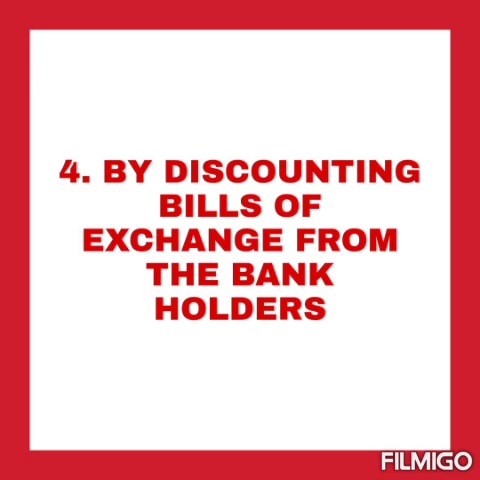 4. BY DISCOUNTING
BILLS OF
EXCHANGE FROM
THE BANK
HOLDERS
FILMIGO